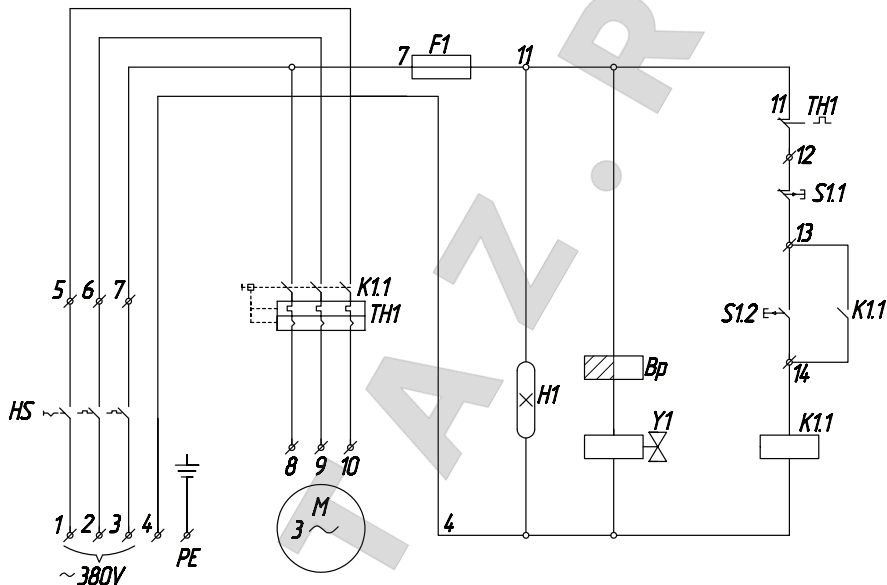 7 F1 11
11 TH1
12
S1.1
13
5 6 7 K1.1
TH1 S1.2 K1.1
14
Bp
HS H1
Y1 K1.1
8 9 10
M
1 2 3 4 3 ~ 4
PE
~380V
TAZ.R